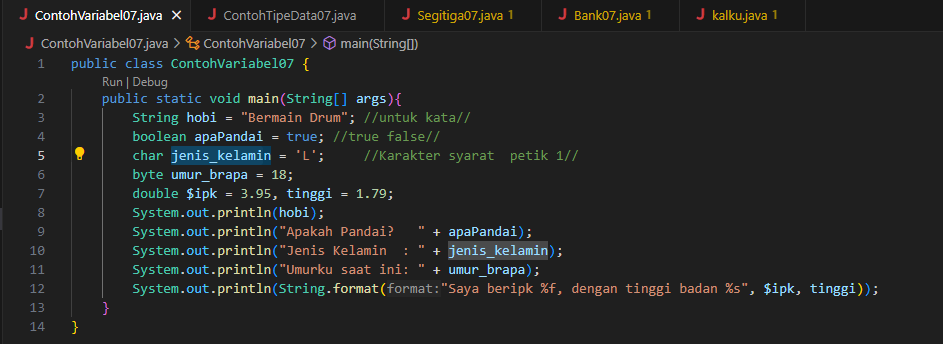 J ContohVariabel07.java X J ContohTipeData07.java J Segitiga07.java 1 J Bank07.java 1 J kalku.java 1
J ContohVariabel07.java > ContohVariabel07 > main(String[])
1 public class ContohVariabel07 {
Run | Debug
2 public static void main(String[] args){
3 String hobi = "Bermain Drum"; //untuk kata//
4 boolean apaPandai = true; //true false//
5 char jenis_kelamin = 'L'; //Karakter syarat petik 1//
6 byte umur_brapa = 18;
7 double $ipk = 3.95, tinggi = 1.79;
8 System.out.println(hobi);
9 System.out.println("Apakah Pandai? " + apaPandai);
10 System.out.println("Jenis Kelamin : " + jenis_kelamin);
11 System.out.println("Umurku saat ini: " + umur_brapa);
12 System.out.println(String.format(format:"Saya beripk %f, dengan tinggi badan %s", $ipk, tinggi));
13 }
14 }